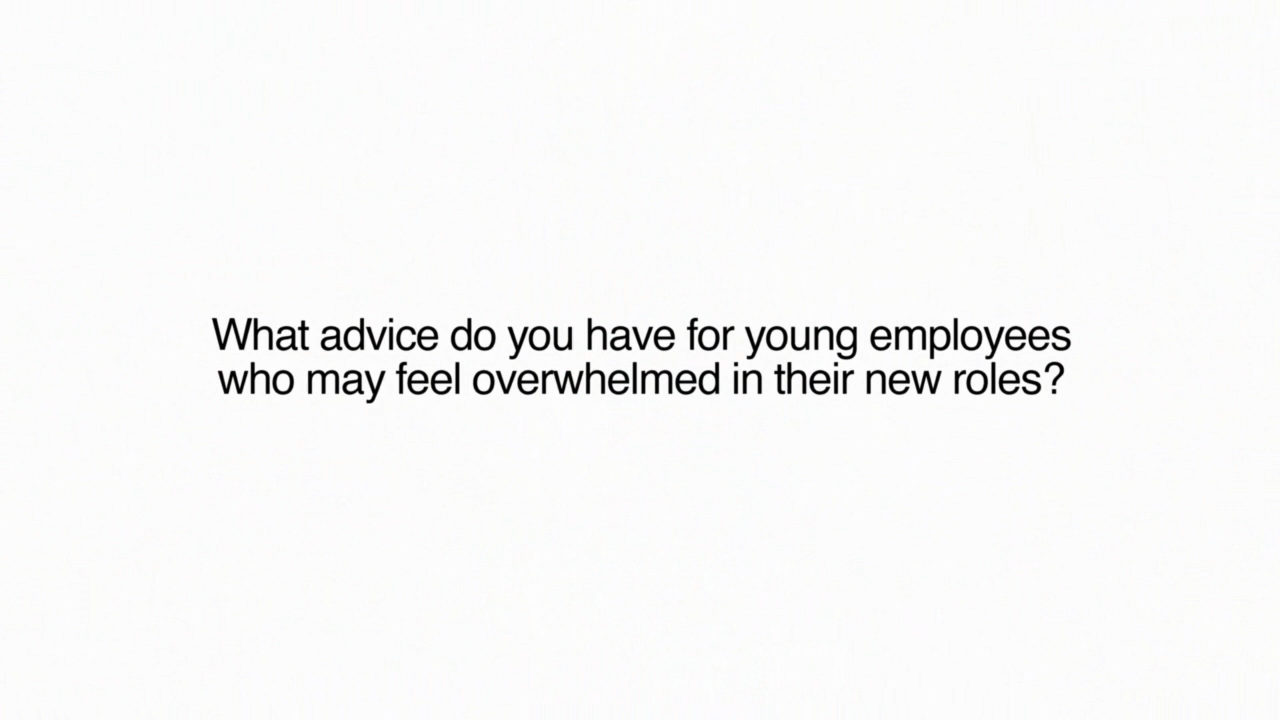 What advice do you have for young employees
who may feel overwhelmed in their new roles?